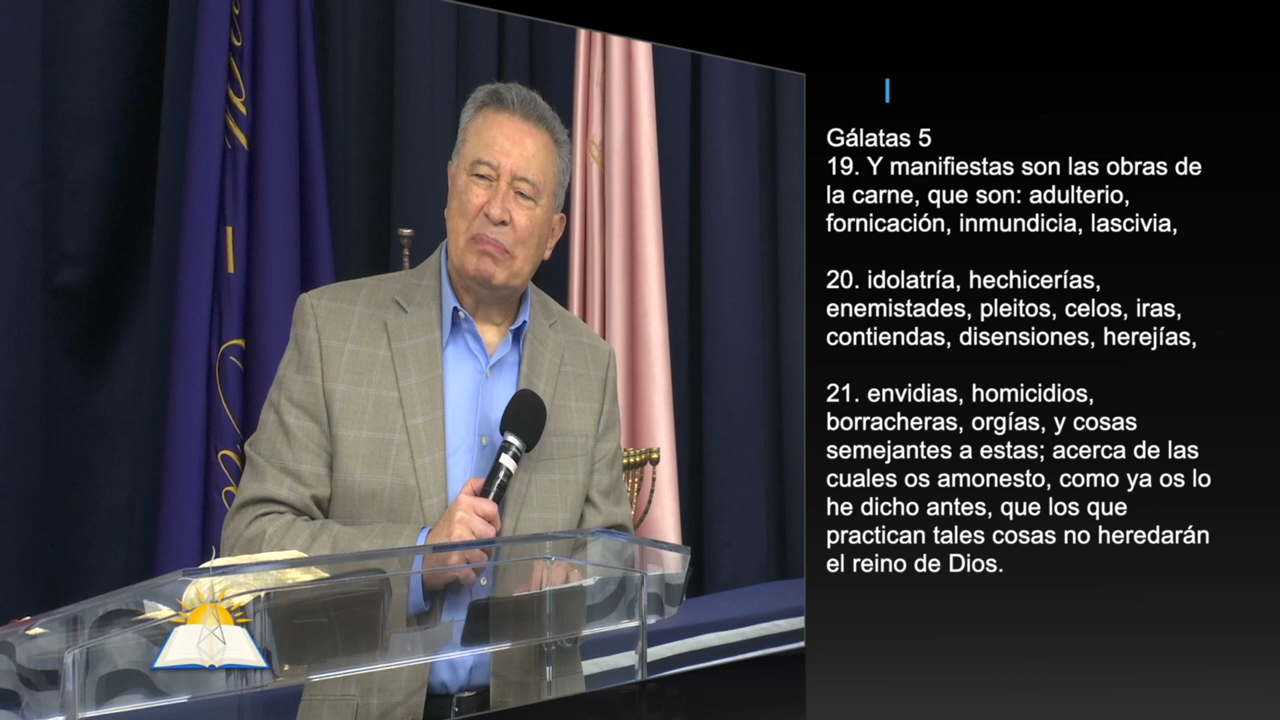 Gálatas 5
19. Y manifiestas son las obras de
la carne, que son: adulterio,
fornicación, inmundicia, lascivia,
20. idolatría, hechicerías,
enemistades, pleitos, celos, iras,
contiendas, disensiones, herejías,
21. envidias, homicidios,
borracheras, orgías, y cosas
semejantes a estas; acerca de las
cuales os amonesto, como ya os lo
he dicho antes, que los que
practican tales cosas no heredarán
el reino de Dios.